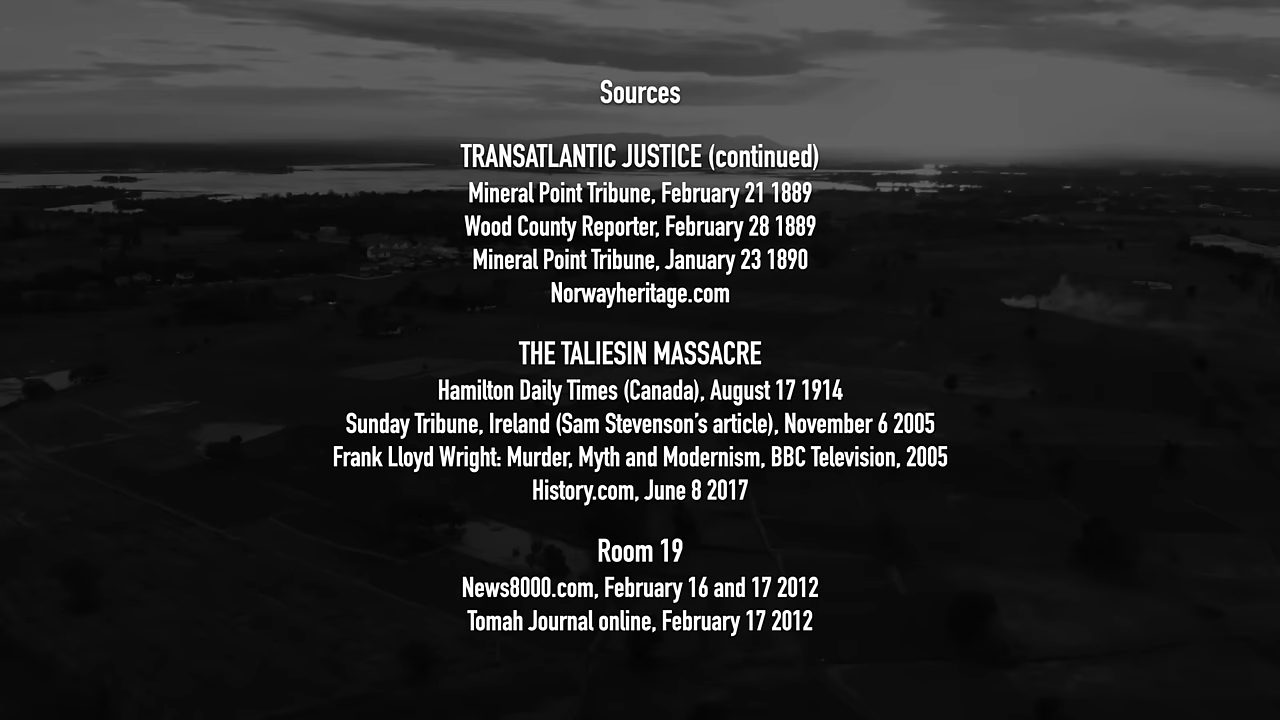 Sources
TRANSATLANTIC JUSTICE (continued)
Mineral Point Tribune, February 21 1889
Wood County Reporter, February 28 1889
Mineral Point Tribune, January 23 1890
Norwayheritage.com
THE TALIESIN MASSACRE
Hamilton Daily Times (Canada), August 17 1914
Sunday Tribune, Ireland (Sam Stevenson's article), November 6 2005
Frank Lloyd Wright: Murder, Myth and Modernism, BBC Television, 2005
History.com, June 8 2017
Room 19
News8000.com, February 16 and 17 2012
Tomah Journal online, February 17 2012